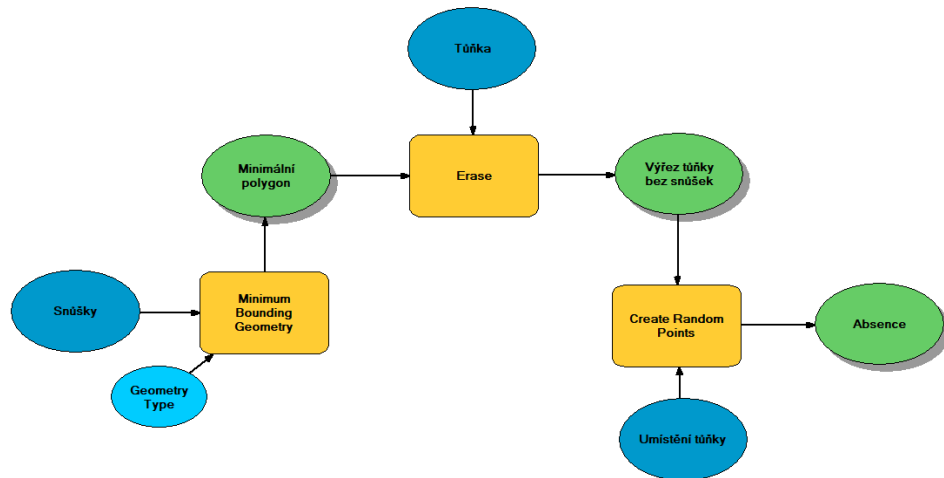 Tůňka
Minimální
polygon
Erase
Výřez tůňky
bez snůšek
Snůšky
Minimum
Bounding
Geometry
Create Random
Points
Absence
Geometry
Type
Umístění tůňky